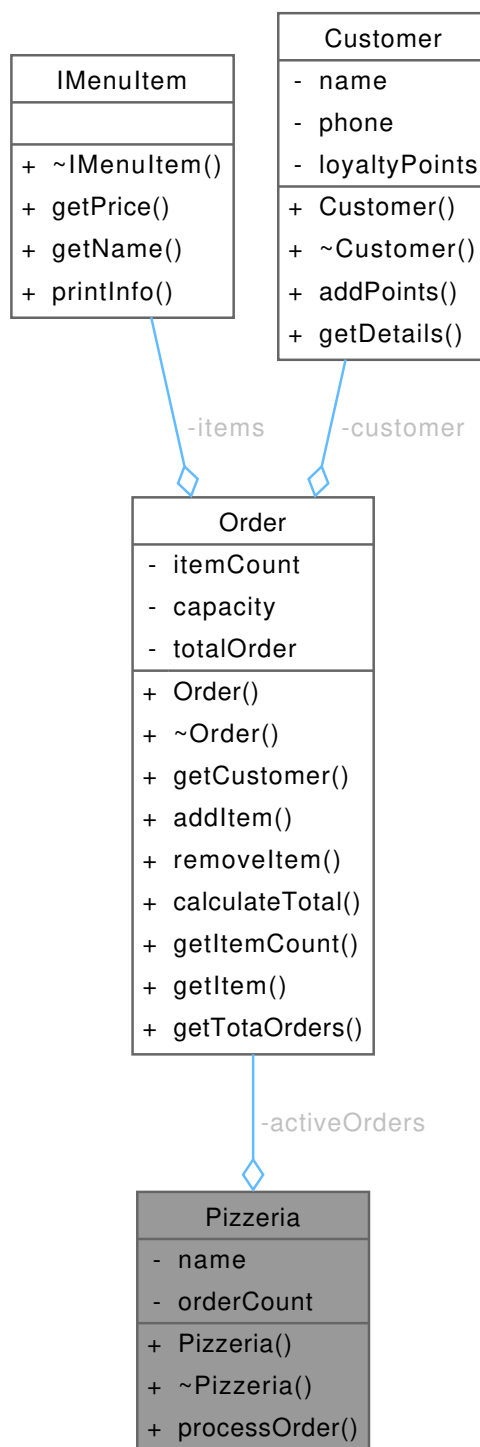 IMenuItem
+ ~IMenuItem()
+ getPrice()
+ getName()
+ printInfo()
Customer
- name
- phone
- loyaltyPoints
+ Customer()
+ ~Customer()
+ addPoints()
+ getDetails()
-items
-customer
Order
- itemCount
- capacity
- totalOrder
+ Order()
+ ~Order()
+ getCustomer()
+ addItem()
+ removeItem()
+ calculateTotal()
+ getItemCount()
+ getItem()
+ getTotaOrders()
-activeOrders
Pizzeria
- name
- orderCount
+ Pizzeria()
+ ~Pizzeria()
+ processOrder()